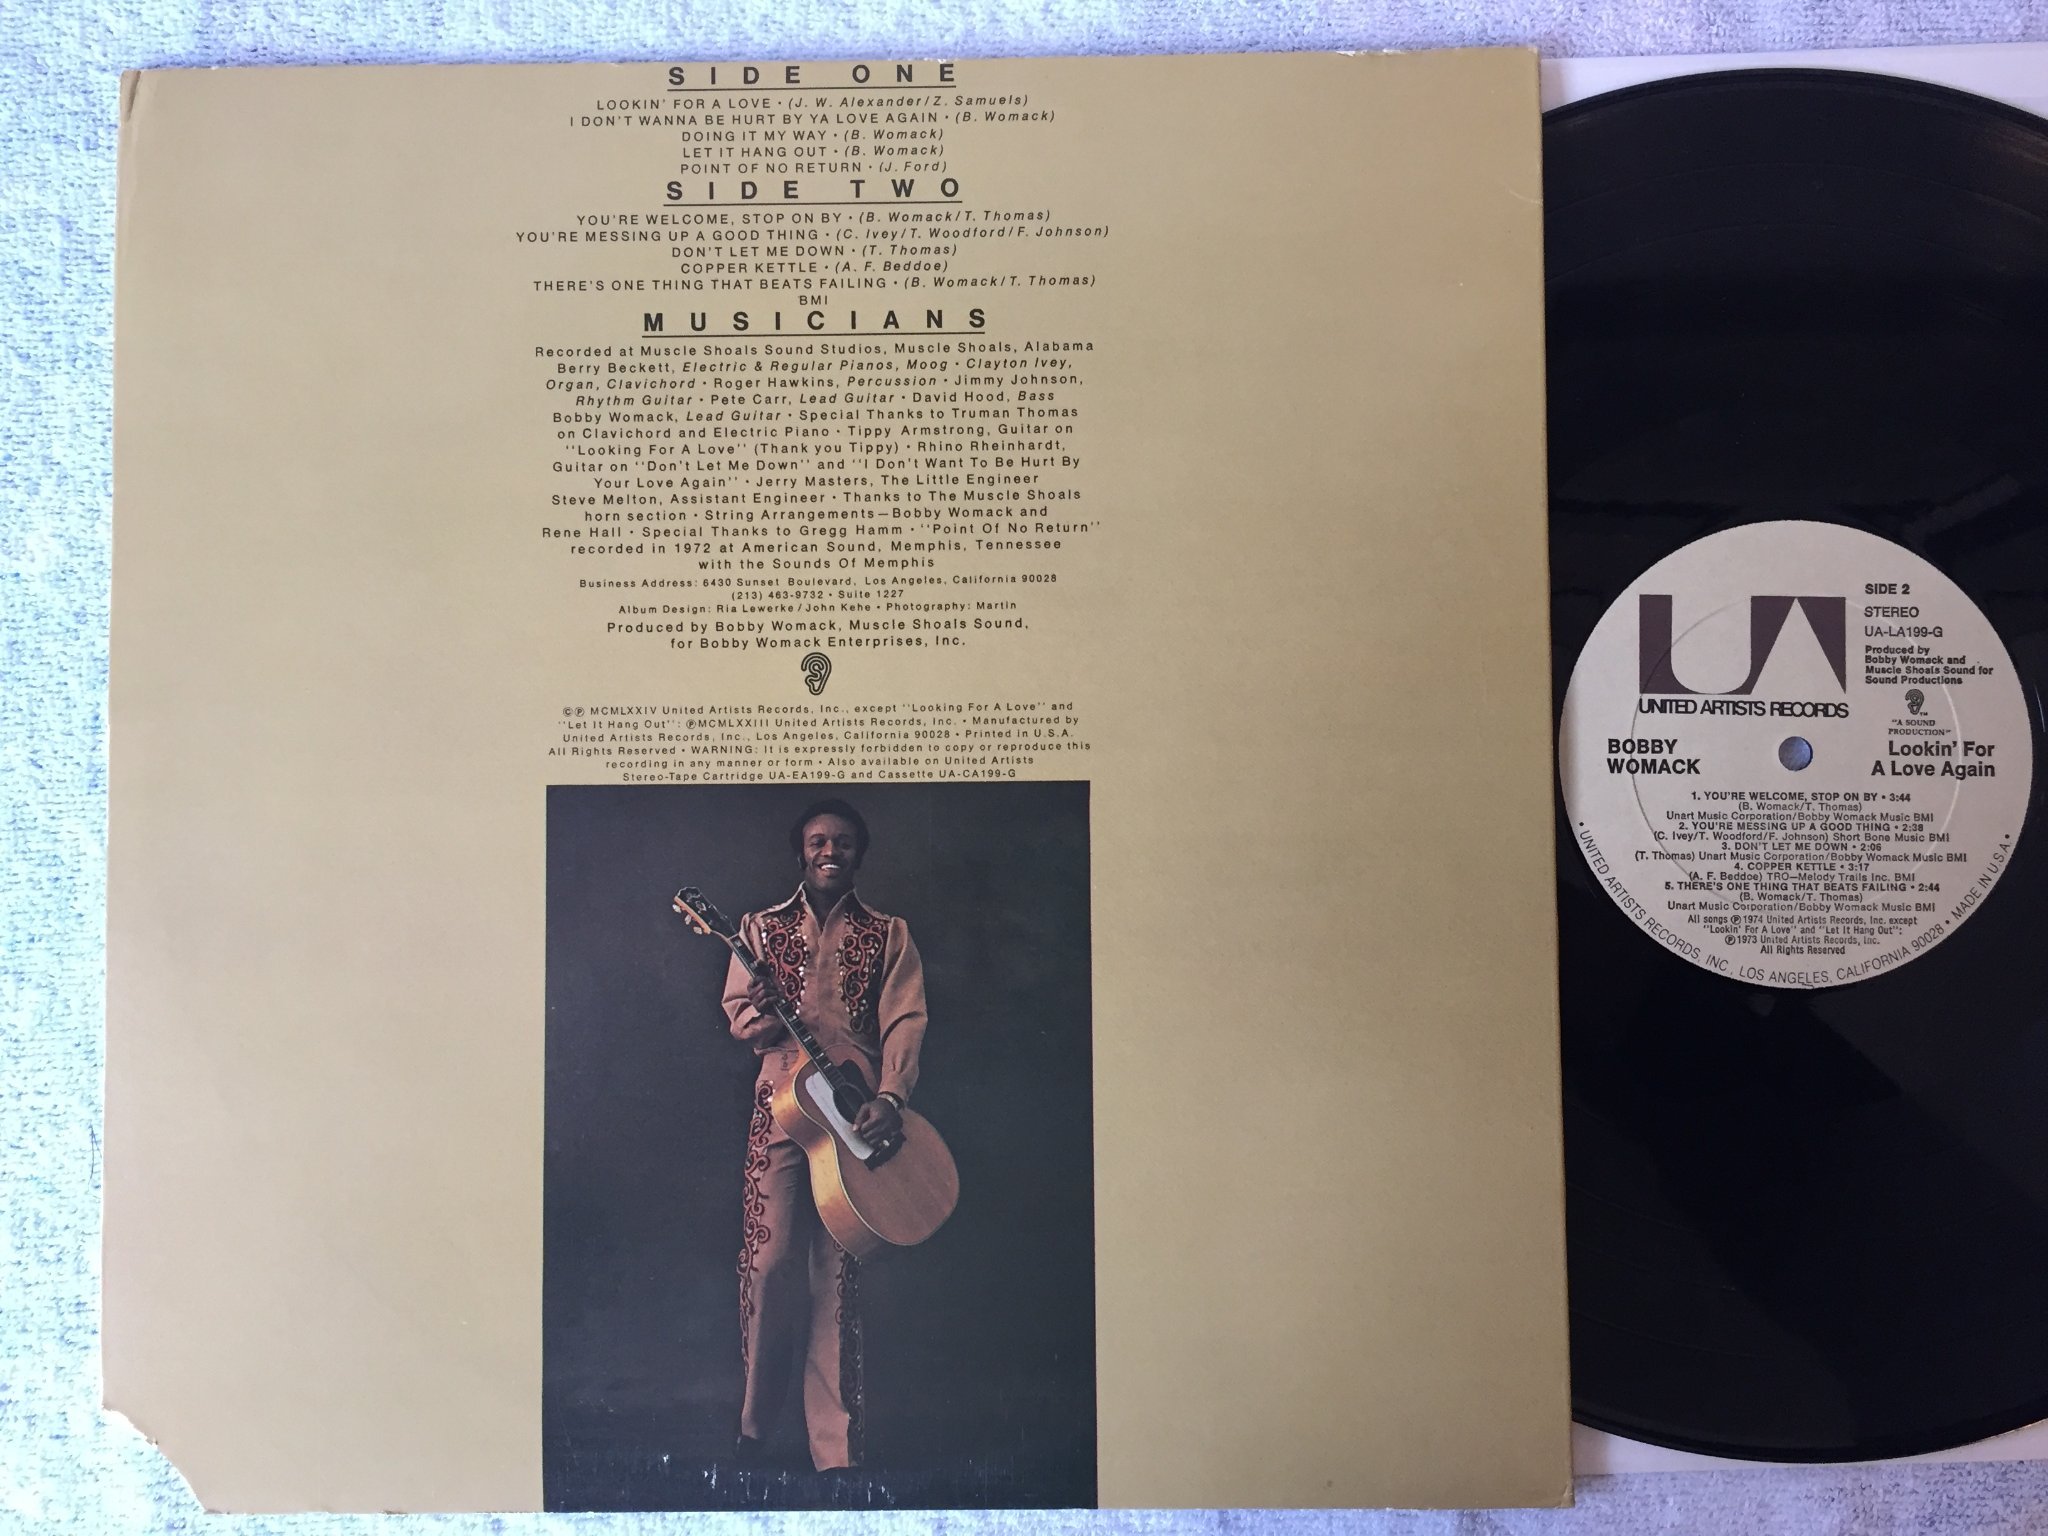 SIDE ONE
LOOKIN' FOR A LOVE • (J. W. Alexander/Z. Samuels)
I DON'T WANNA BE HURT BY YA LOVE AGAIN • (B. Womack)
DOING IT MY WAY • (B. Womack)
LET IT HANG OUT • (B. Womack)
POINT OF NO RETURN • (J. Ford)
SIDE TWO
YOU'RE WELCOME, STOP ON BY • (B. Womack/T. Thomas)
YOU'RE MESSING UP A GOOD THING • (C. Ivey/T. Woodford/F. Johnson)
DON'T LET ME DOWN • (T. Thomas)
COPPER KETTLE • (A. F. Beddoe)
THERE'S ONE THING THAT BEATS FAILING • (B. Womack/T. Thomas)
BMI
MUSICIANS
Recorded at Muscle Shoals Sound Studios, Muscle Shoals, Alabama
Berry Beckett, Electric & Regular Pianos, Moog • Clayton Ivey,
Organ, Clavichord • Roger Hawkins, Percussion • Jimmy Johnson,
Rhythm Guitar • Pete Carr, Lead Guitar • David Hood, Bass
Bobby Womack, Lead Guitar • Special Thanks to Truman Thomas
on Clavichord and Electric Piano • Tippy Armstrong, Guitar on
"Looking For A Love" (Thank you Tippy) • Rhino Rheinhardt,
Guitar on "Don't Let Me Down" and "I Don't Want To Be Hurt By
Your Love Again" • Jerry Masters, The Little Engineer
Steve Melton, Assistant Engineer • Thanks to The Muscle Shoals
horn section • String Arrangements—Bobby Womack and
Rene Hall • Special Thanks to Gregg Hamm • "Point Of No Return"
recorded in 1972 at American Sound, Memphis, Tennessee
with the Sounds Of Memphis
Business Address: 6430 Sunset Boulevard, Los Angeles, California 90028
(213) 463-9732 • Suite 1227
Album Design: Ria Lewerke/John Kehe • Photography: Martin
Produced by Bobby Womack, Muscle Shoals Sound,
for Bobby Womack Enterprises, Inc.
©℗ MCMLXXIV United Artists Records, Inc., except "Looking For A Love" and
"Let It Hang Out": ℗MCMLXXIII United Artists Records, Inc. • Manufactured by
United Artists Records, Inc., Los Angeles, California 90028 • Printed in U.S.A.
All Rights Reserved • WARNING: It is expressly forbidden to copy or reproduce this
recording in any manner or form • Also available on United Artists
Stereo-Tape Cartridge UA-EA199-G and Cassette UA-CA199-G
UA
UNITED ARTISTS RECORDS
SIDE 2
STEREO
UA-LA199-G
Produced by
Bobby Womack and
Muscle Shoals Sound for
Sound Productions
TM
"A SOUND
PRODUCTION"
BOBBY
WOMACK
Lookin' For
A Love Again
1. YOU'RE WELCOME, STOP ON BY • 3:44
(B. Womack/T. Thomas)
Unart Music Corporation/Bobby Womack Music BMI
2. YOU'RE MESSING UP A GOOD THING • 2:38
(C. Ivey/T. Woodford/F. Johnson) Short Bone Music BMI
3. DON'T LET ME DOWN • 2:06
(T. Thomas) Unart Music Corporation/Bobby Womack Music BMI
4. COPPER KETTLE • 3:17
(A. F. Beddoe) TRO—Melody Trails Inc. BMI
5. THERE'S ONE THING THAT BEATS FAILING • 2:44
(B. Womack/T. Thomas)
Unart Music Corporation/Bobby Womack Music BMI
All songs ℗ 1974 United Artists Records, Inc. except
"Lookin' For A Love" and "Let It Hang Out":
℗ 1973 United Artists Records, Inc.
All Rights Reserved
• UNITED ARTISTS RECORDS, INC., LOS ANGELES, CALIFORNIA 90028 • MADE IN U.S.A. •